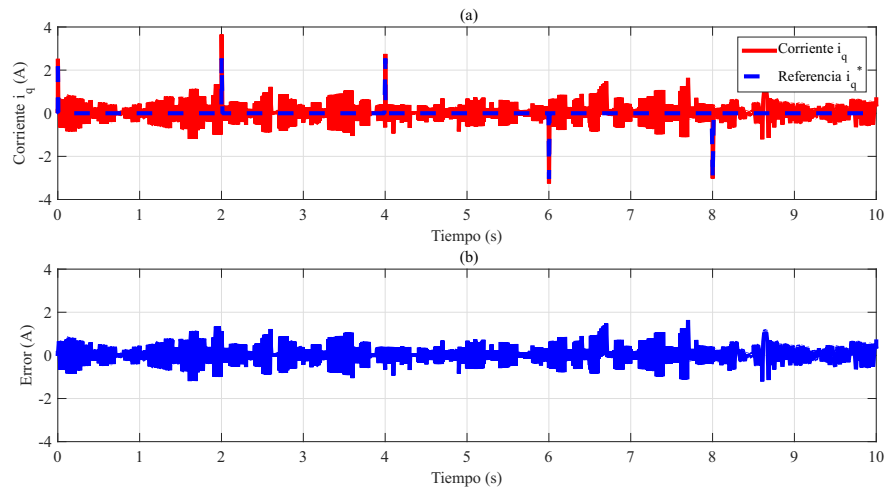 (a)
4
2
0
-2
-4
Corriente i_q (A)
Corriente i_q
Referencia i_q^*
0 1 2 3 4 5 6 7 8 9 10
Tiempo (s)
(b)
4
2
0
-2
-4
Error (A)
0 1 2 3 4 5 6 7 8 9 10
Tiempo (s)